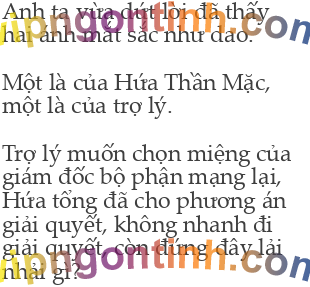 Anh ta vừa dứt lời đã thấy
hai ánh mắt sắc như dao.
Một là của Hứa Thần Mặc,
một là của trợ lý.
Trợ lý muốn chọn miệng của
giám đốc bộ phận mạng lại,
Hứa tổng đã cho phương án
giải quyết, không nhanh đi
giải quyết, còn đứng đây lải
nhải gì?